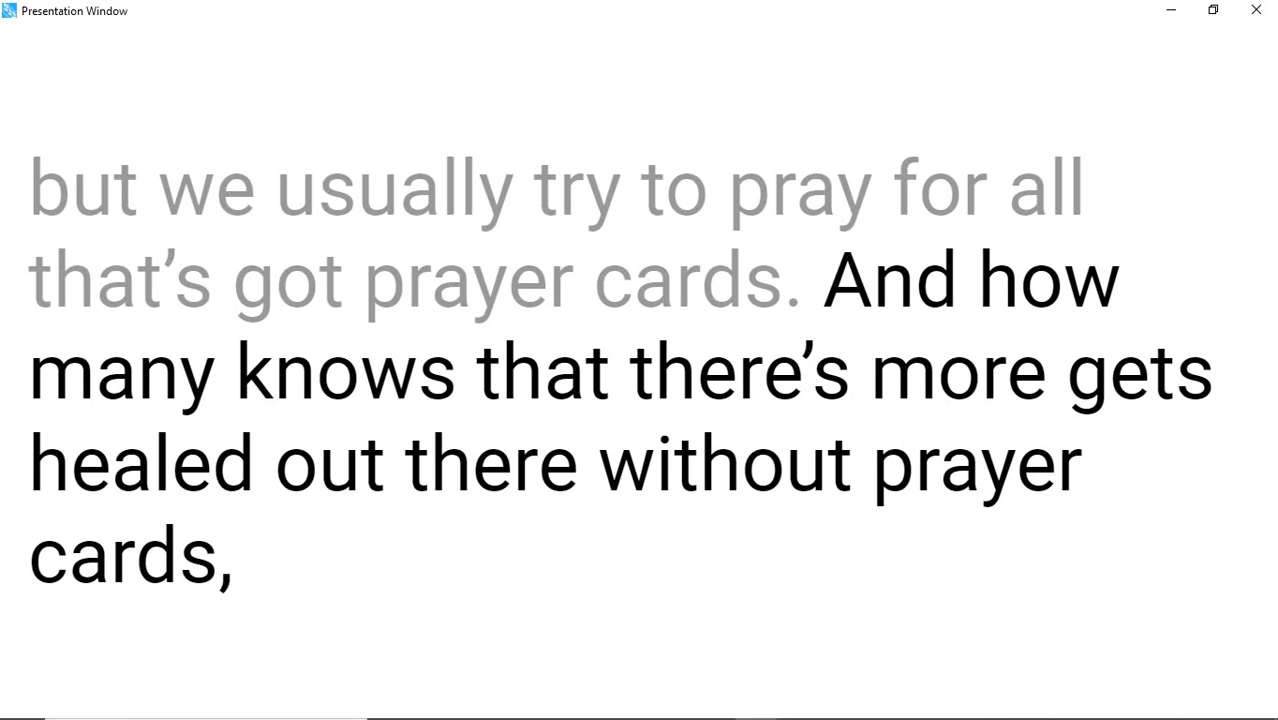 Presentation Window
but we usually try to pray for all
that’s got prayer cards. And how
many knows that there’s more gets
healed out there without prayer
cards,